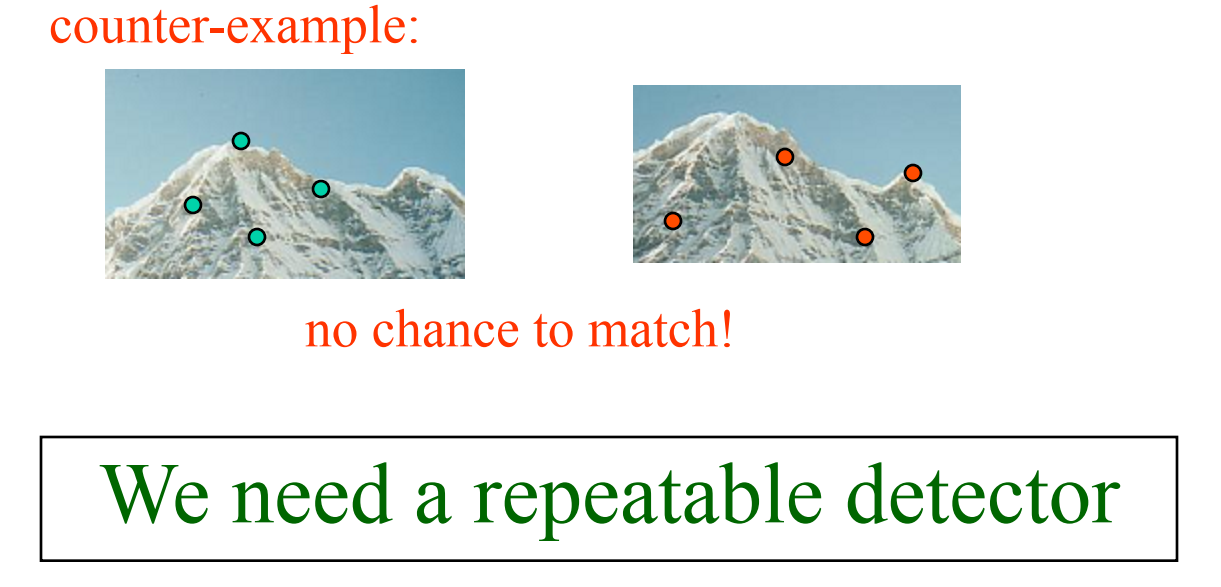 counter-example:
no chance to match!
We need a repeatable detector